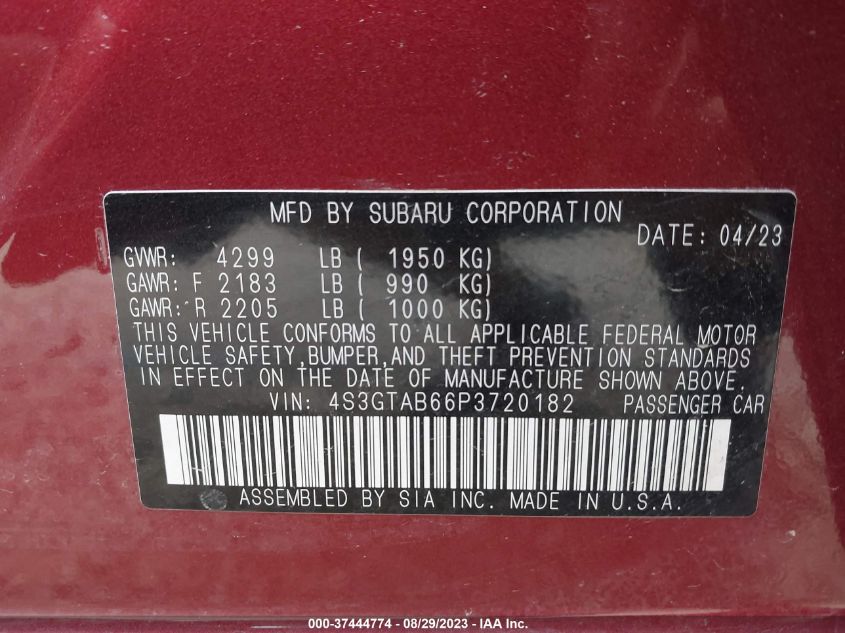 MFD BY SUBARU CORPORATION
DATE: 04/23
GVWR: 4299 LB ( 1950 KG)
GAWR: F 2183 LB ( 990 KG)
GAWR: R 2205 LB ( 1000 KG)
THIS VEHICLE CONFORMS TO ALL APPLICABLE FEDERAL MOTOR
VEHICLE SAFETY,BUMPER,AND THEFT PREVENTION STANDARDS
IN EFFECT ON THE DATE OF MANUFACTURE SHOWN ABOVE.
VIN: 4S3GTAB66P3720182 PASSENGER CAR
ASSEMBLED BY SIA INC. MADE IN U.S.A.
000-37444774 - 08/29/2023 - IAA Inc.